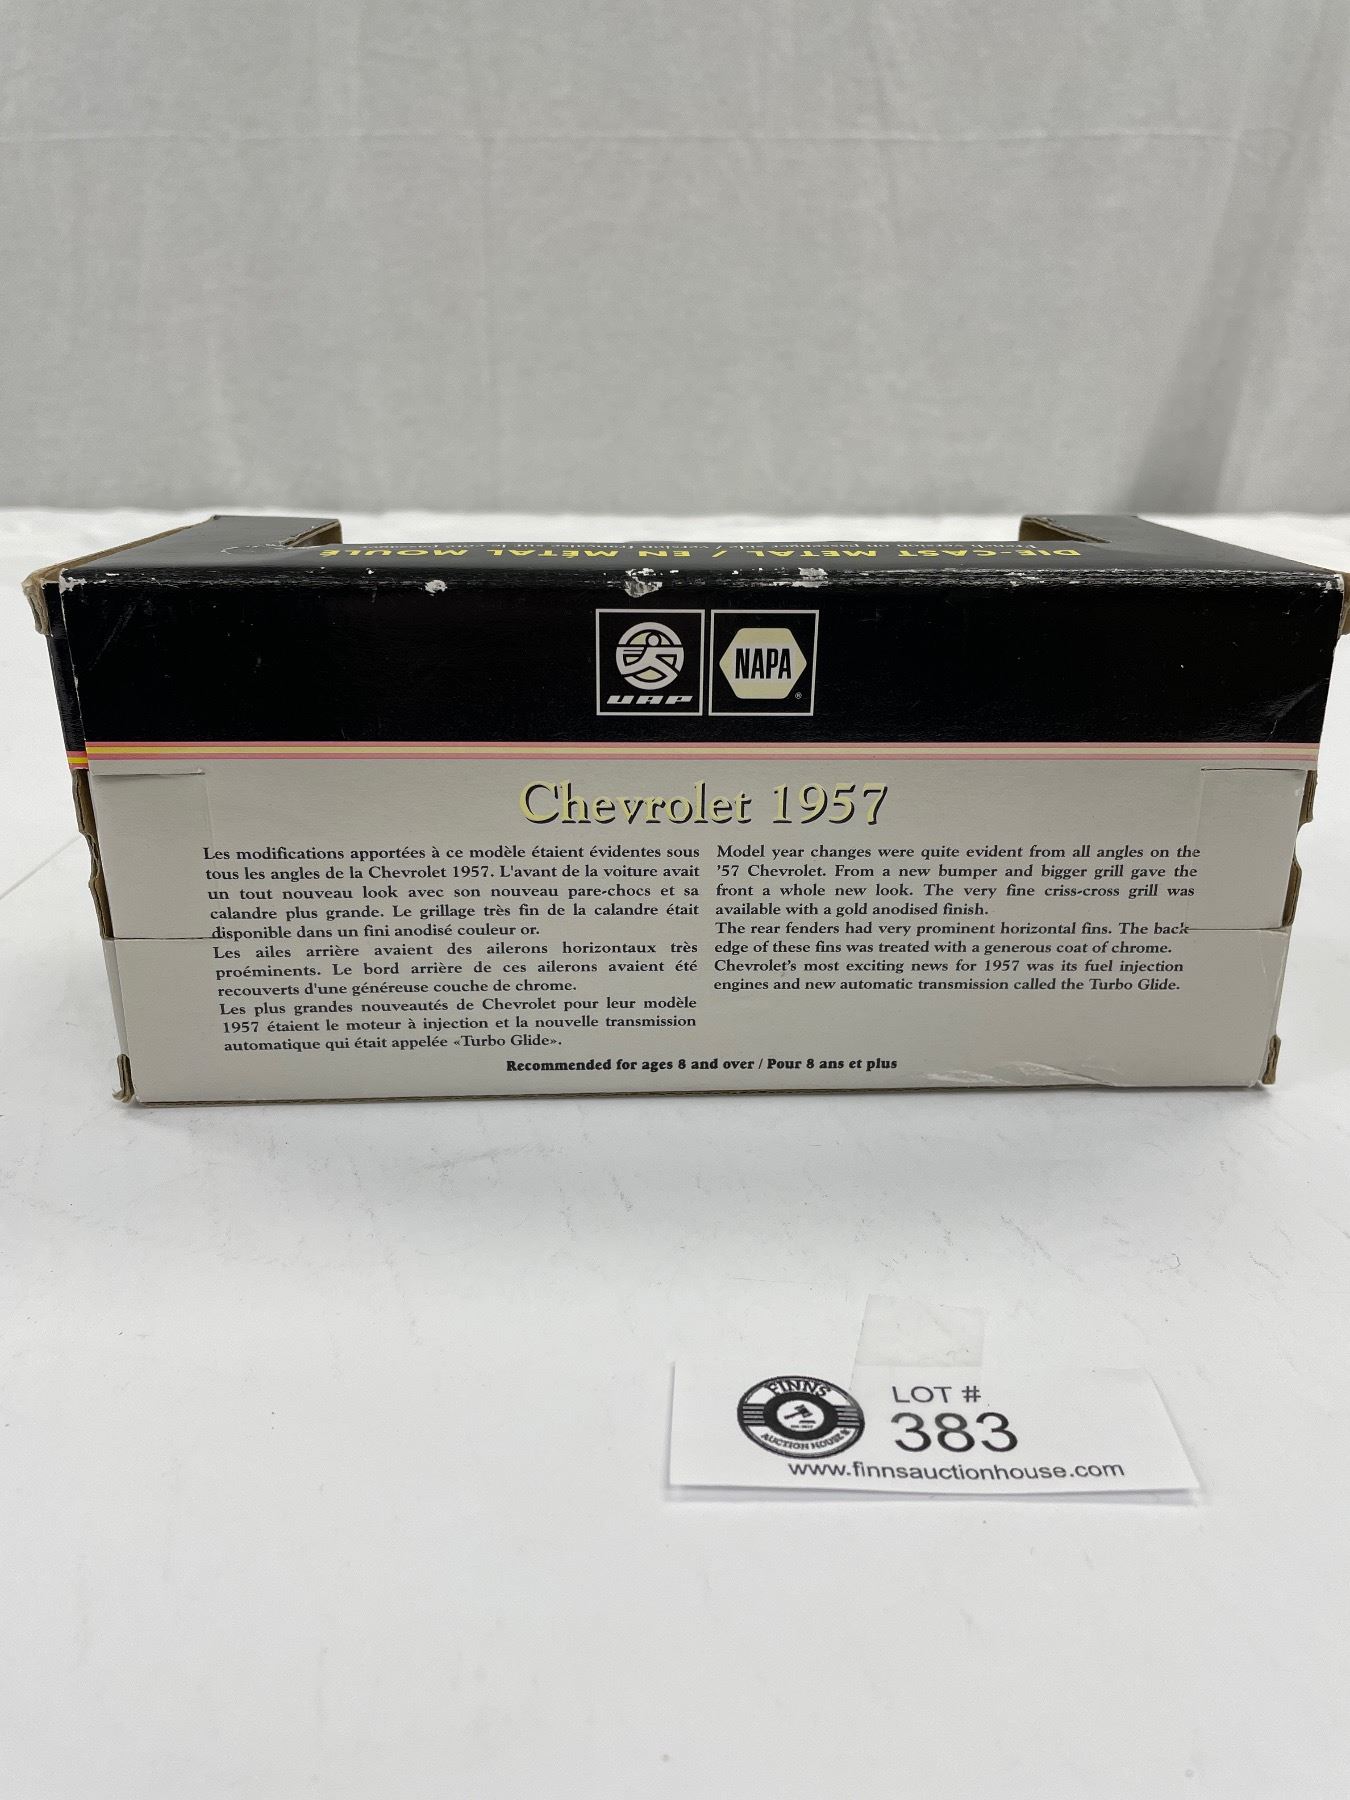 DIE-CAST METAL / EN MÉTAL MOULÉ
UAP
NAPA
®
Chevrolet 1957
Les modifications apportées à ce modèle étaient évidentes sous
tous les angles de la Chevrolet 1957. L'avant de la voiture avait
un tout nouveau look avec son nouveau pare-chocs et sa
calandre plus grande. Le grillage très fin de la calandre était
disponible dans un fini anodisé couleur or.
Les ailes arrière avaient des ailerons horizontaux très
proéminents. Le bord arrière de ces ailerons avaient été
recouverts d'une généreuse couche de chrome.
Les plus grandes nouveautés de Chevrolet pour leur modèle
1957 étaient le moteur à injection et la nouvelle transmission
automatique qui était appelée «Turbo Glide».
Model year changes were quite evident from all angles on the
'57 Chevrolet. From a new bumper and bigger grill gave the
front a whole new look. The very fine criss-cross grill was
available with a gold anodised finish.
The rear fenders had very prominent horizontal fins. The back
edge of these fins was treated with a generous coat of chrome.
Chevrolet's most exciting news for 1957 was its fuel injection
engines and new automatic transmission called the Turbo Glide.
Recommended for ages 8 and over / Pour 8 ans et plus
FINNS
AUCTION HOUSE
LOT #
383
www.finnsauctionhouse.com